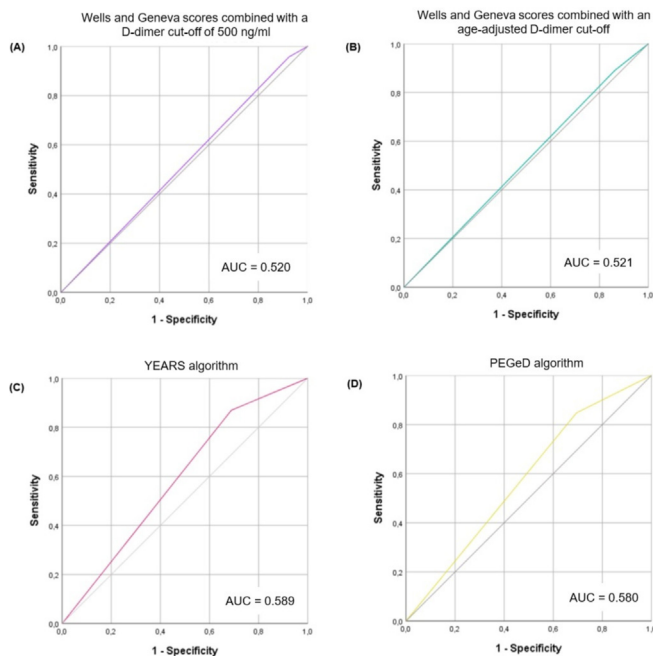 Wells and Geneva scores combined with a
D-dimer cut-off of 500 ng/ml
(A)
1,0
0,8
0,6
0,4
0,2
0,0
Sensitivity
AUC = 0.520
0,0 0,2 0,4 0,6 0,8 1,0
1 - Specificity
Wells and Geneva scores combined with an
age-adjusted D-dimer cut-off
(B)
1,0
0,8
0,6
0,4
0,2
0,0
Sensitivity
AUC = 0.521
0,0 0,2 0,4 0,6 0,8 1,0
1 - Specificity
YEARS algorithm
(C)
1,0
0,8
0,6
0,4
0,2
0,0
Sensitivity
AUC = 0.589
0,0 0,2 0,4 0,6 0,8 1,0
1 - Specificity
PEGeD algorithm
(D)
1,0
0,8
0,6
0,4
0,2
0,0
Sensitivity
AUC = 0.580
0,0 0,2 0,4 0,6 0,8 1,0
1 - Specificity